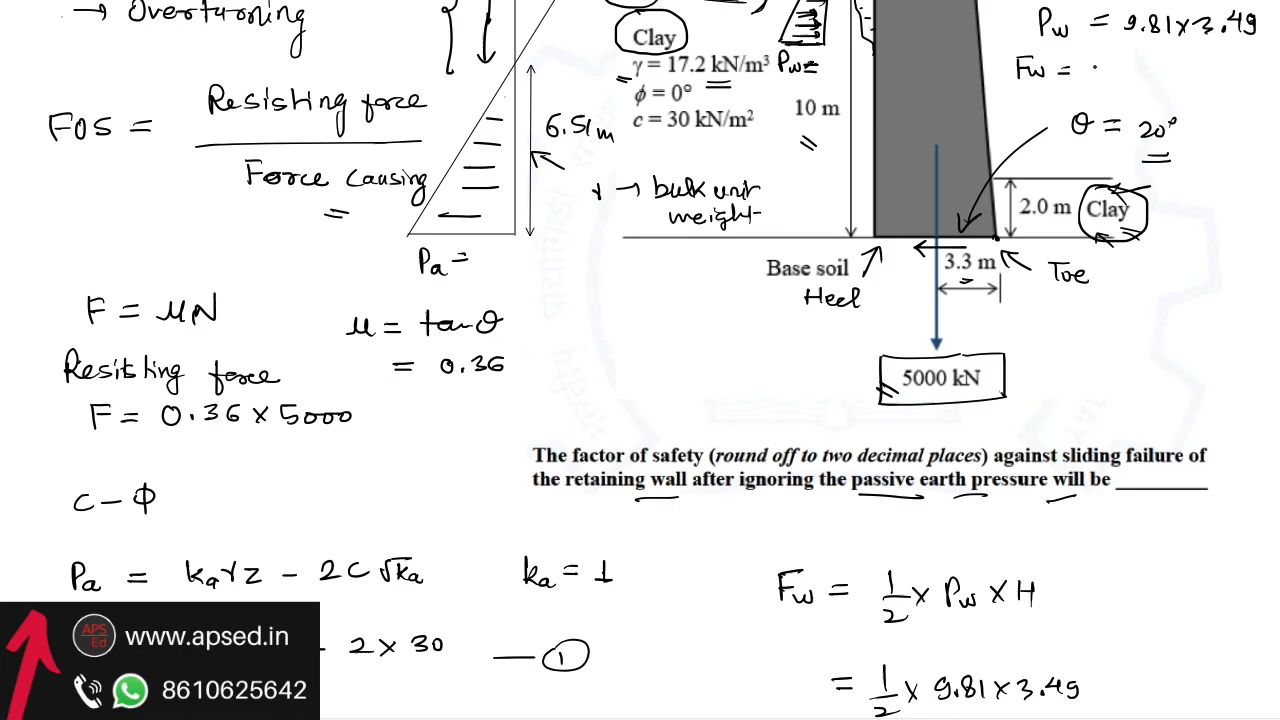 → Overturning
FOS = Resisting force
Force causing
=
6.51m
Pa =
Clay
γ = 17.2 kN/m³
ϕ = 0°
c = 30 kN/m²
Pw=
γ → bulk unit
weight
10 m
Pw = 9.81×3.49
Fw =
θ = 20°
2.0 m Clay
Base soil
Heel
3.3 m
Toe
5000 kN
F = μN
μ = tanθ
= 0.36
Resisting force
F = 0.36 × 5000
The factor of safety (round off to two decimal places) against sliding failure of
the retaining wall after ignoring the passive earth pressure will be ________
c - ϕ
Pa = ka γ z - 2c √ka
ka = 1
- 2 × 30 — 1
Fw = 1/2 × Pw × H
= 1/2 × 9.81 × 3.49
APS
Ed
www.apsed.in
8610625642